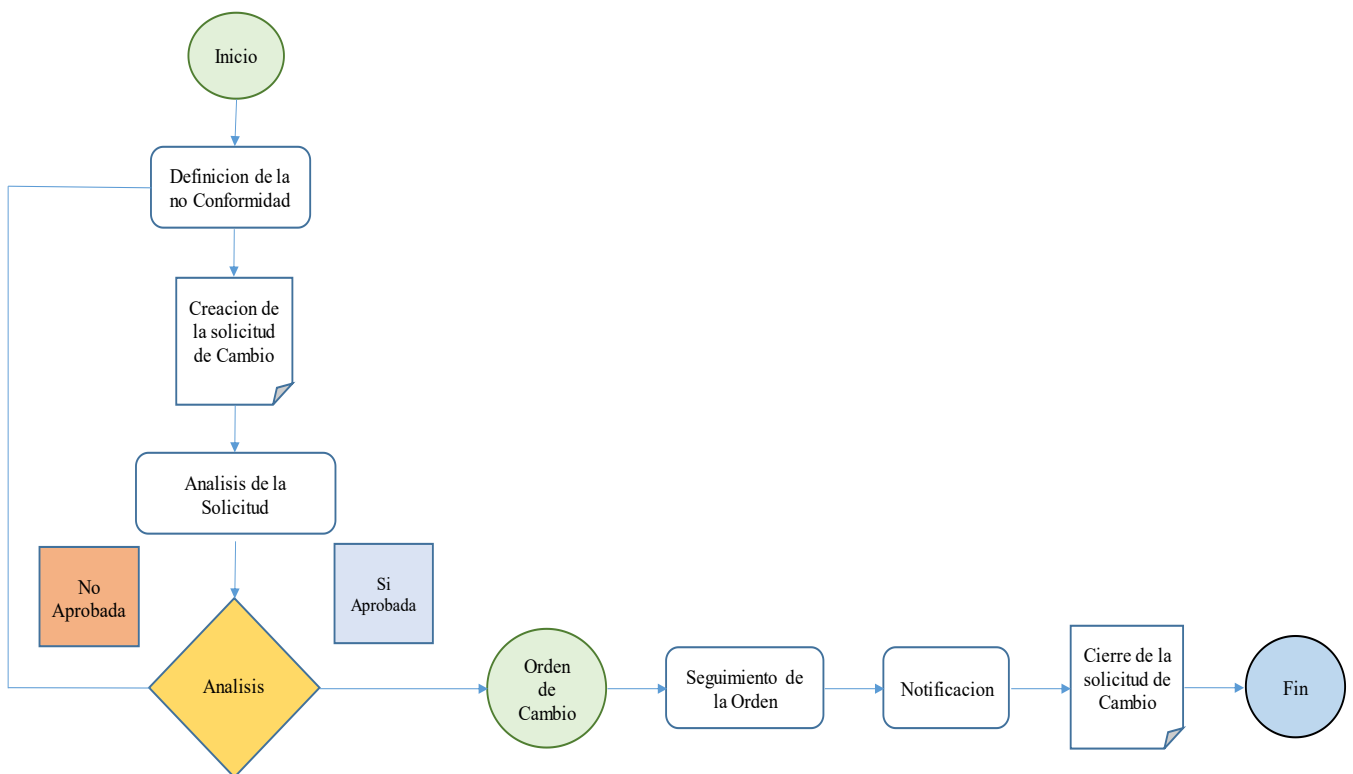 Inicio
Definicion de la
no Conformidad
Creacion de
la solicitud
de Cambio
Analisis de la
Solicitud
No
Aprobada
Si
Aprobada
Analisis
Orden
de
Cambio
Seguimiento de
la Orden
Notificacion
Cierre de la
solicitud de
Cambio
Fin